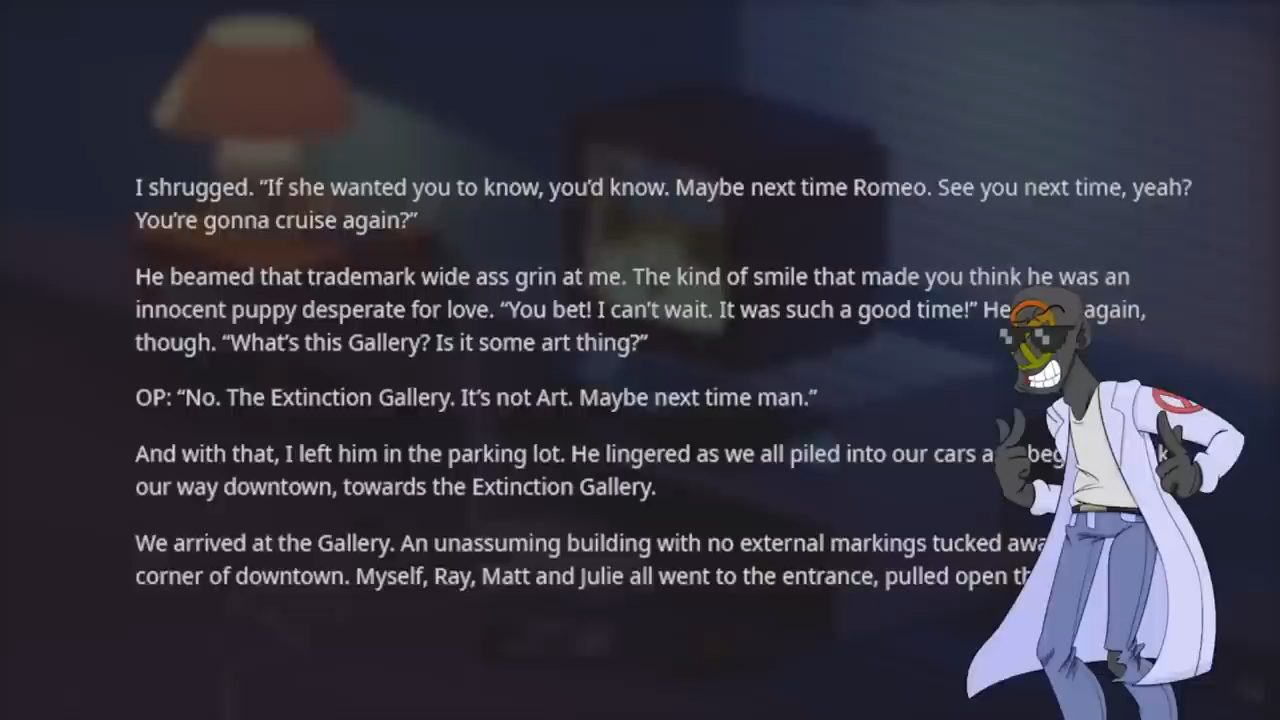 I shrugged. “If she wanted you to know, you’d know. Maybe next time Romeo. See you next time, yeah?
You’re gonna cruise again?”
He beamed that trademark wide ass grin at me. The kind of smile that made you think he was an
innocent puppy desperate for love. “You bet! I can’t wait. It was such a good time!” He again,
though. “What’s this Gallery? Is it some art thing?”
OP: “No. The Extinction Gallery. It’s not Art. Maybe next time man.”
And with that, I left him in the parking lot. He lingered as we all piled into our cars
our way downtown, towards the Extinction Gallery.
We arrived at the Gallery. An unassuming building with no external markings tucked
corner of downtown. Myself, Ray, Matt and Julie all went to the entrance, pulled open